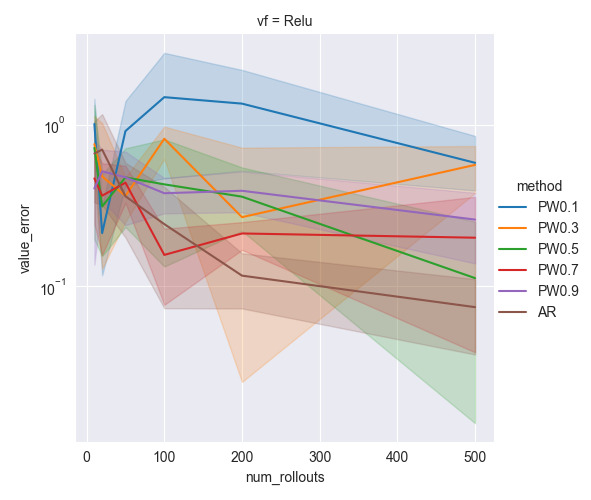 vf = Relu
10^0
10^-1
value_error
0 100 200 300 400 500
num_rollouts
method
PW0.1
PW0.3
PW0.5
PW0.7
PW0.9
AR